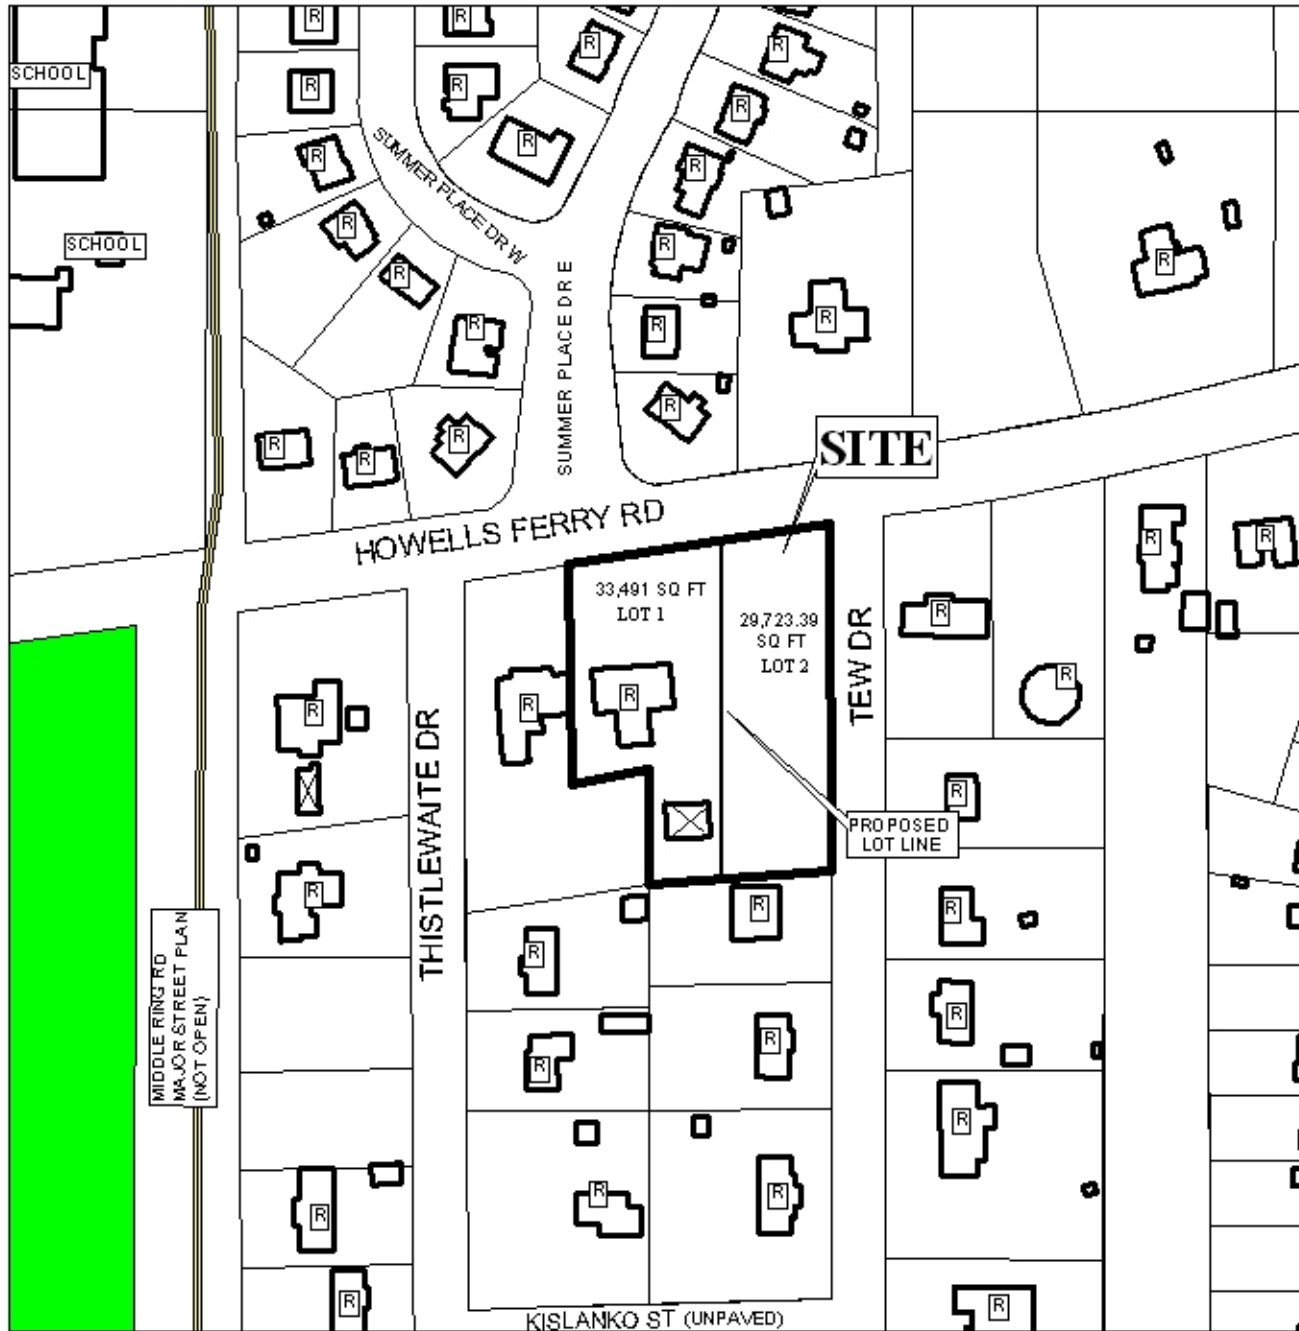 R
R
R
SCHOOL
R
R
R
R
R
R
R
SUMMER PLACE DR W
R
R
SCHOOL
R
R
R
R
SUMMER PLACE DR E
R
R
R
R
R
R
R
SITE
HOWELLS FERRY RD
R
R
33,491 SQ FT
LOT 1
29,723.39
SQ FT
LOT 2
R
R
R
R
R
R
TEW DR
THISTLEWAITE DR
R
PROPOSED
LOT LINE
R
R
R
R
MIDDLE RING RD
MAJOR STREET PLAN
(NOT OPEN)
R
R
R
R
R
R
R
R
R
KISLANKO ST (UNPAVED)